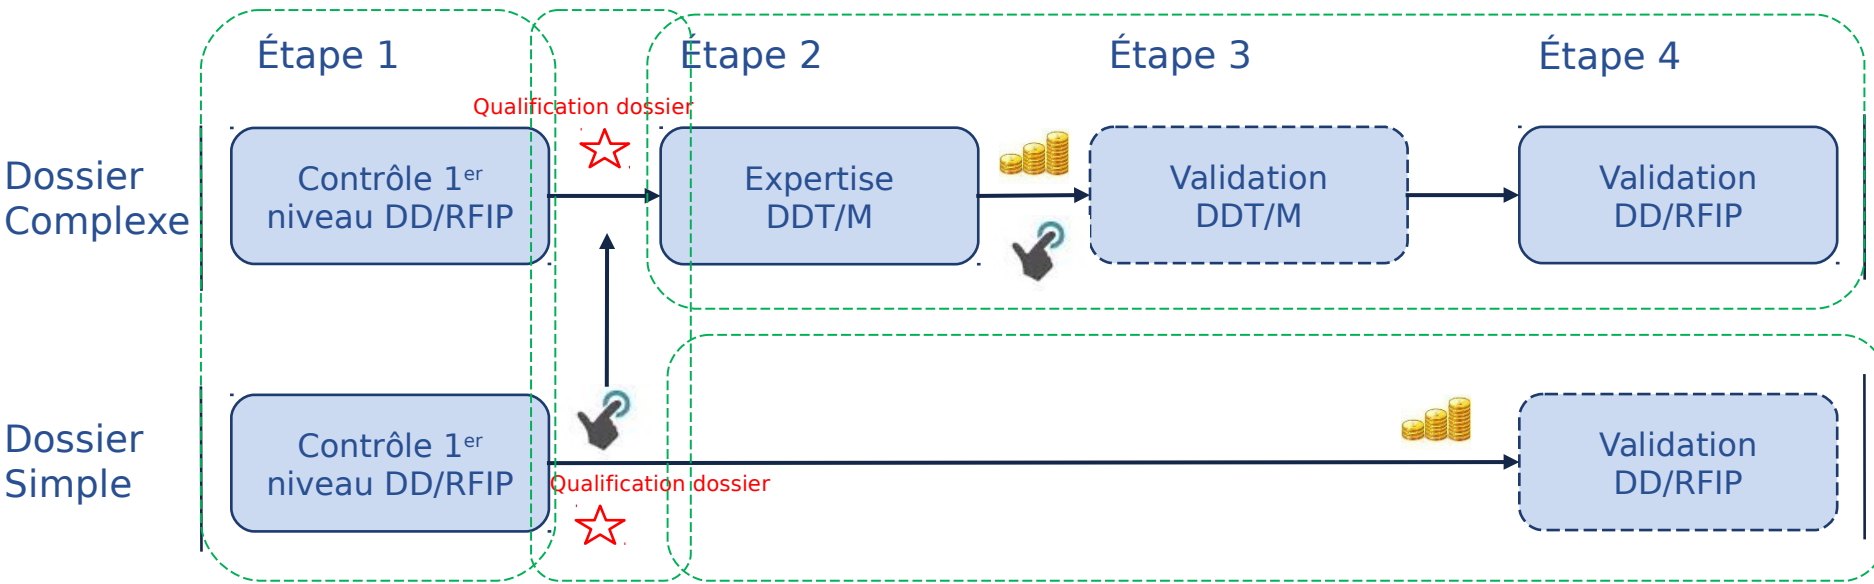 Étape 1
Étape 2
Étape 3
Étape 4
Qualification dossier
Dossier
Complexe
Contrôle 1er
niveau DD/RFIP
Expertise
DDT/M
Validation
DDT/M
Validation
DD/RFIP
Dossier
Simple
Contrôle 1er
niveau DD/RFIP
Qualification dossier
Validation
DD/RFIP